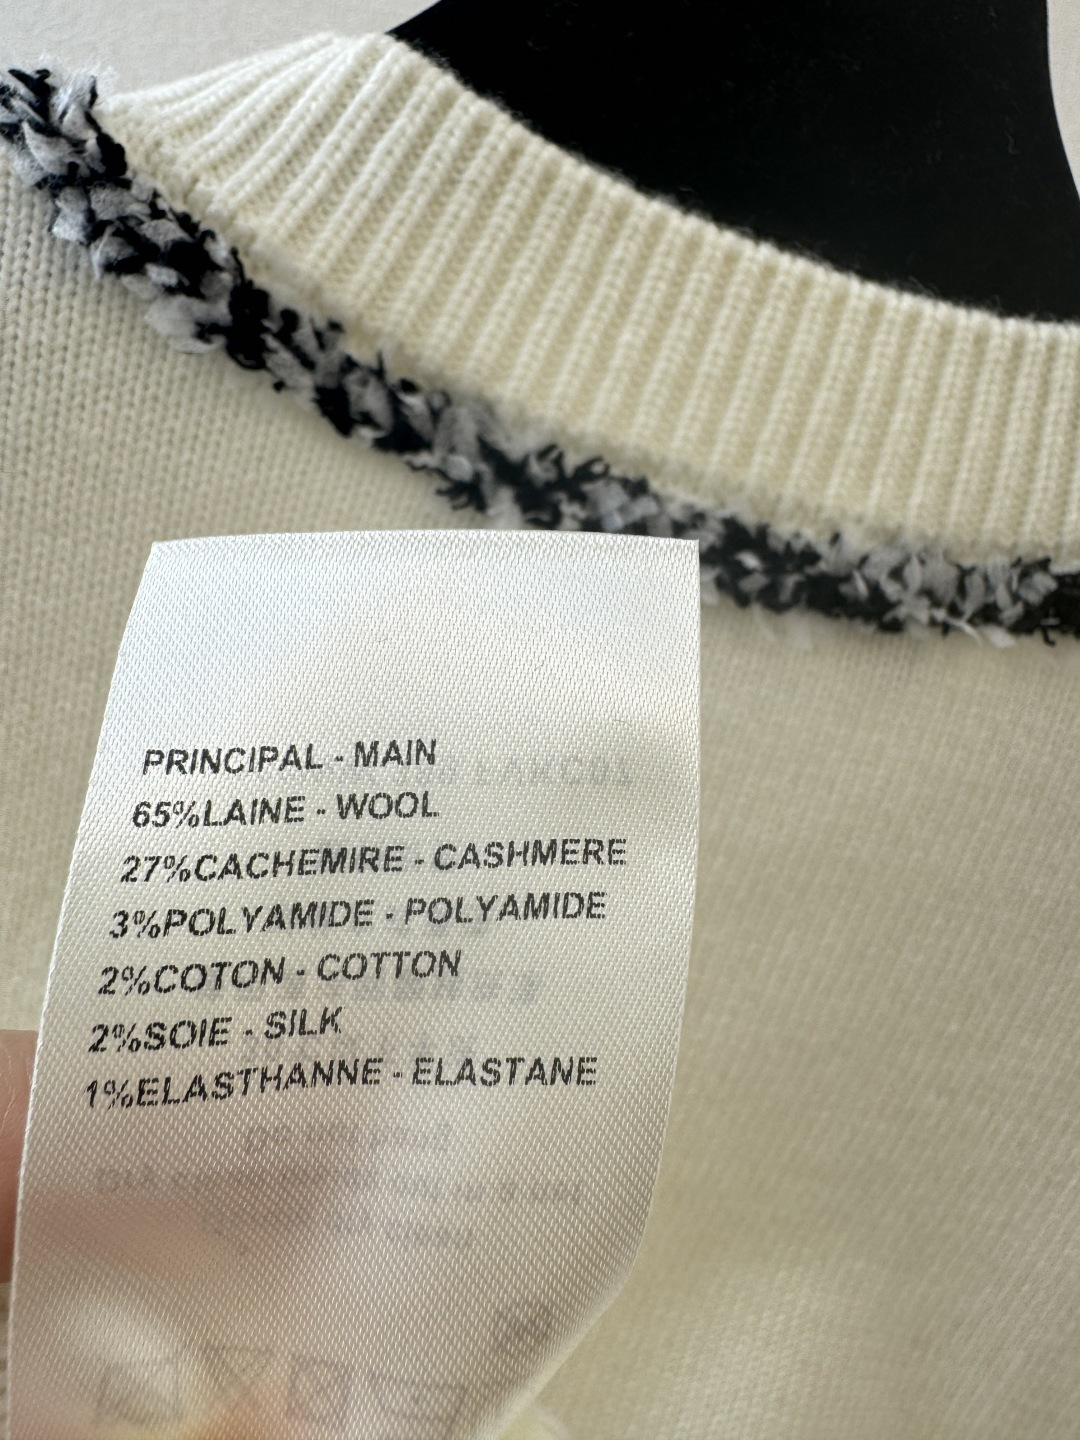 PRINCIPAL - MAIN
65%LAINE - WOOL
27%CACHEMIRE - CASHMERE
3%POLYAMIDE - POLYAMIDE
2%COTON - COTTON
2%SOIE - SILK
1%ELASTHANNE - ELASTANE